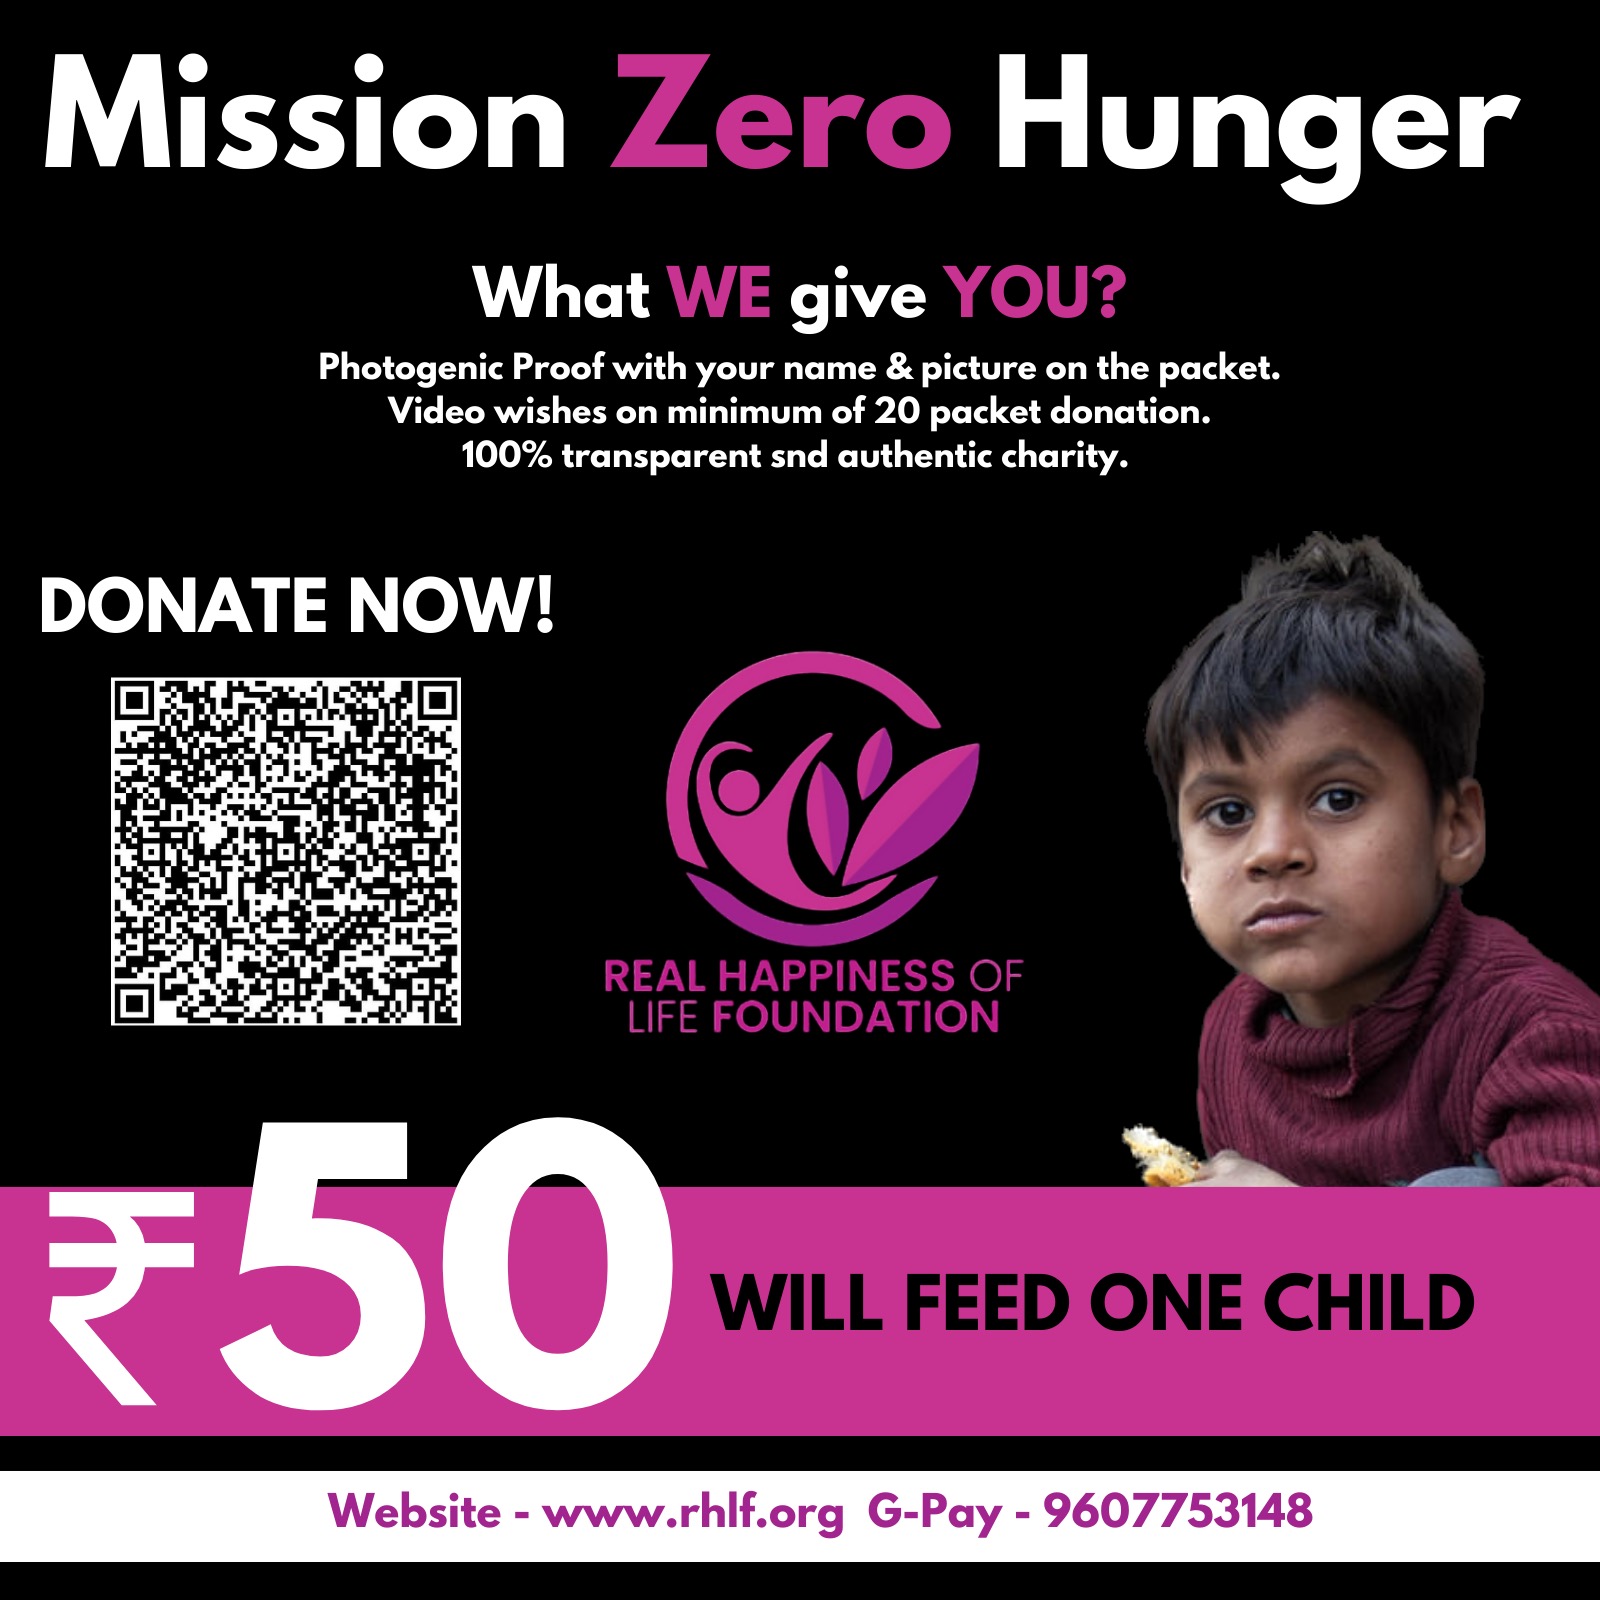 Mission Zero Hunger
What WE give YOU?
Photogenic Proof with your name & picture on the packet.
Video wishes on minimum of 20 packet donation.
100% transparent snd authentic charity.
DONATE NOW!
REAL HAPPINESS OF
LIFE FOUNDATION
₹50 WILL FEED ONE CHILD
Website - www.rhlf.org G-Pay - 9607753148